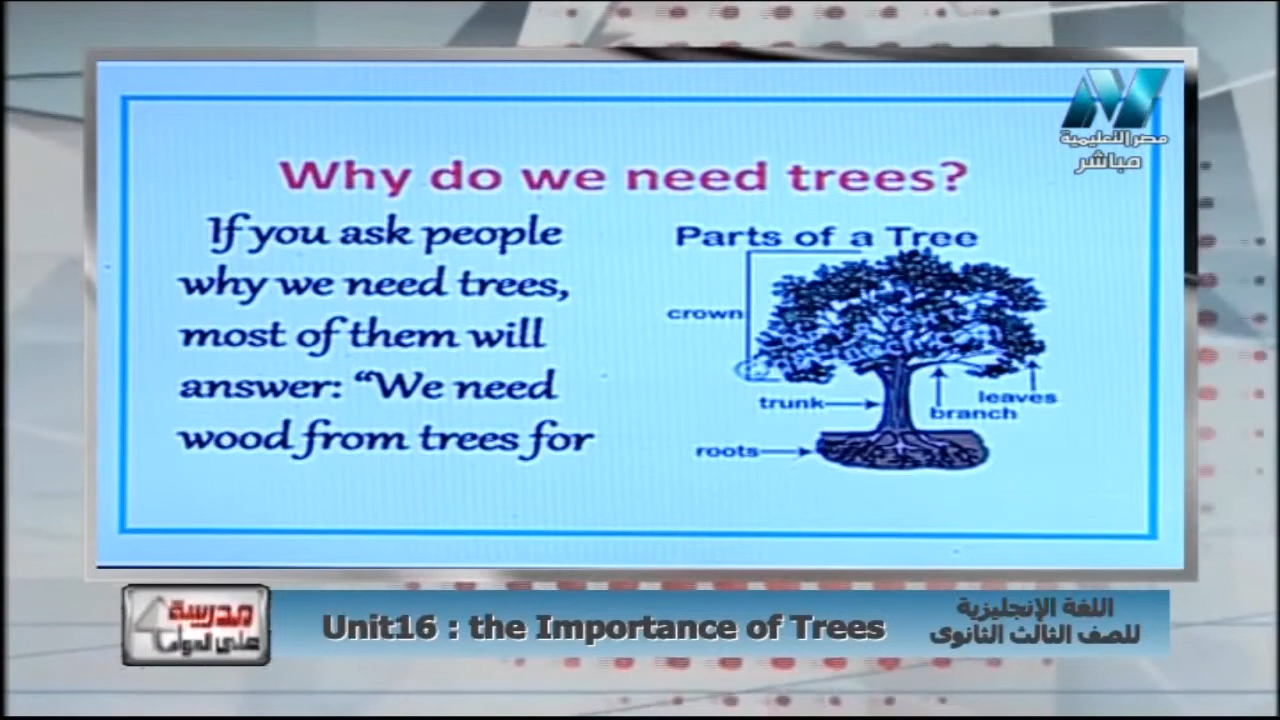 مصر التعليمية
مباشر
Why do we need trees?
If you ask people
why we need trees,
most of them will
answer: “We need
wood from trees for
Parts of a Tree
crown
trunk
leaves
branch
roots
مدرسة
على الهواء
Unit16 : the Importance of Trees
اللغة الإنجليزية
للصف الثالث الثانوى